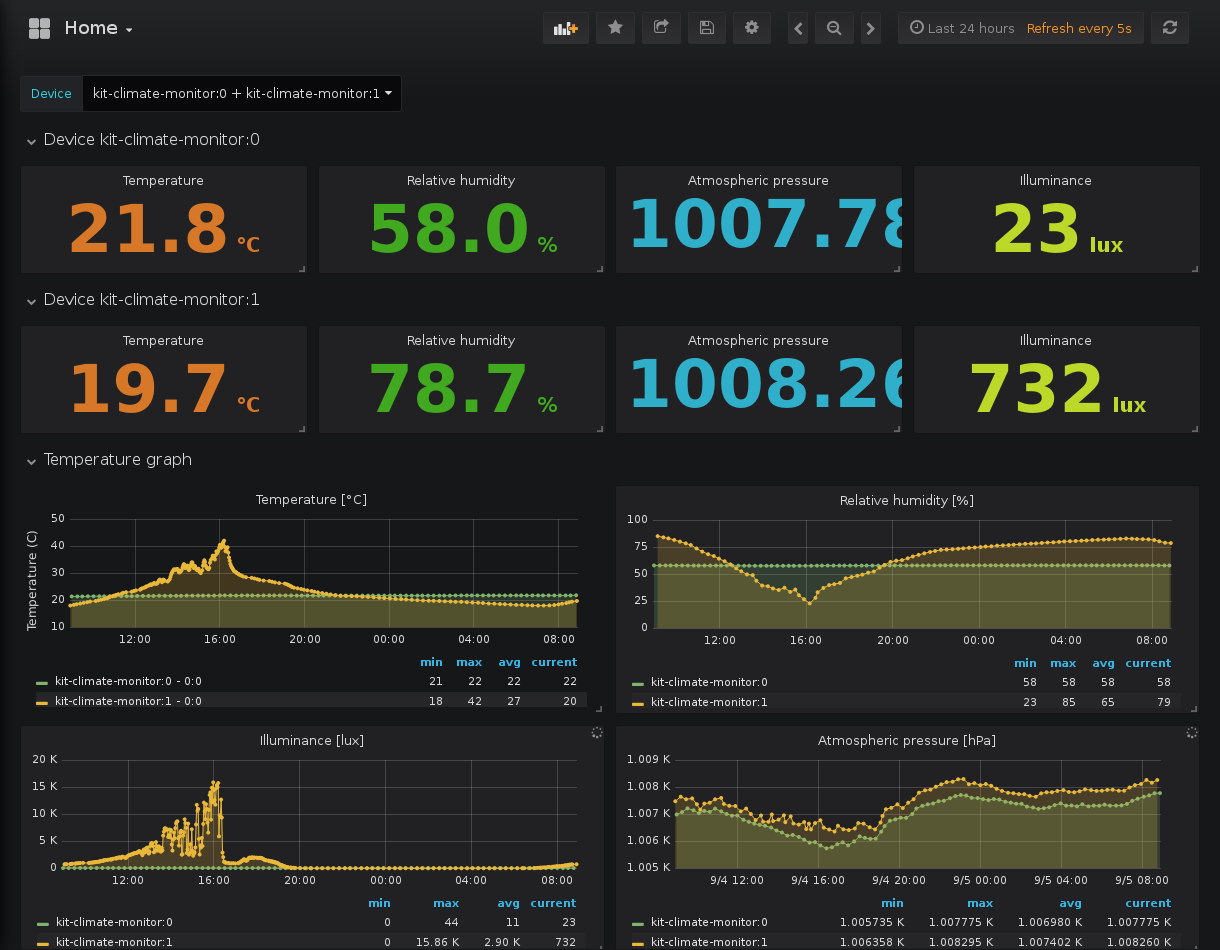 Home
Last 24 hours Refresh every 5s
Device kit-climate-monitor:0 + kit-climate-monitor:1
Device kit-climate-monitor:0
Temperature Relative humidity Atmospheric pressure Illuminance
21.8 °C 58.0 % 1007.78 23 lux
Device kit-climate-monitor:1
Temperature Relative humidity Atmospheric pressure Illuminance
19.7 °C 78.7 % 1008.26 732 lux
Temperature graph
Temperature [°C]
Temperature (C)
50
40
30
20
10
12:00 16:00 20:00 00:00 04:00 08:00
min max avg current
kit-climate-monitor:0 - 0:0 21 22 22 22
kit-climate-monitor:1 - 0:0 18 42 27 20
Relative humidity [%]
100
75
50
25
0
12:00 16:00 20:00 00:00 04:00 08:00
min max avg current
kit-climate-monitor:0 58 58 58 58
kit-climate-monitor:1 23 85 65 79
Illuminance [lux]
20 K
15 K
10 K
5 K
0
12:00 16:00 20:00 00:00 04:00 08:00
min max avg current
kit-climate-monitor:0 0 44 11 23
kit-climate-monitor:1 0 15.86 K 2.90 K 732
Atmospheric pressure [hPa]
1.009 K
1.008 K
1.007 K
1.006 K
1.005 K
9/4 12:00 9/4 16:00 9/4 20:00 9/5 00:00 9/5 04:00 9/5 08:00
min max avg current
kit-climate-monitor:0 1.005735 K 1.007775 K 1.006980 K 1.007775 K
kit-climate-monitor:1 1.006358 K 1.008295 K 1.007402 K 1.008260 K